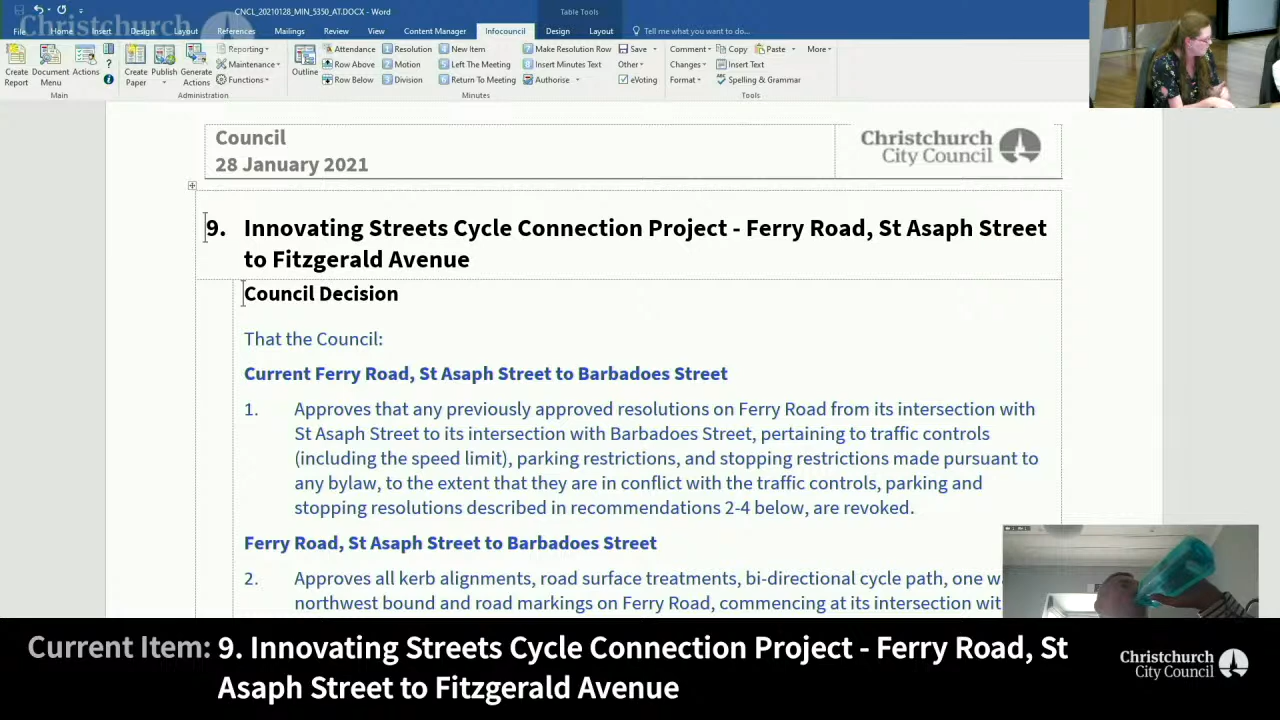 CNCL_20210128_MIN_5350_AT.DOCX - Word
Table Tools
Christchurch
File Home Insert Design Layout References Mailings Review View Content Manager Infocouncil Design Layout Tell me what you want to do...
Create Report
Document Menu
Actions
?
Main
Create Paper
Publish
Generate Actions
Reporting
Maintenance
Functions
Administration
Outline
Attendance
Row Above
Row Below
Resolution
Motion
Division
New Item
Left The Meeting
Return To Meeting
Make Resolution Row
Insert Minutes Text
Authorise
Save
Other
eVoting
Minutes
Comment
Changes
Format
Copy
Paste
Insert Text
Spelling & Grammar
More
Tools
Council
28 January 2021
Christchurch
City Council
9. Innovating Streets Cycle Connection Project - Ferry Road, St Asaph Street
to Fitzgerald Avenue
Council Decision
That the Council:
Current Ferry Road, St Asaph Street to Barbadoes Street
1. Approves that any previously approved resolutions on Ferry Road from its intersection with
St Asaph Street to its intersection with Barbadoes Street, pertaining to traffic controls
(including the speed limit), parking restrictions, and stopping restrictions made pursuant to
any bylaw, to the extent that they are in conflict with the traffic controls, parking and
stopping resolutions described in recommendations 2-4 below, are revoked.
Ferry Road, St Asaph Street to Barbadoes Street
2. Approves all kerb alignments, road surface treatments, bi-directional cycle path, one
northwest bound and road markings on Ferry Road, commencing at its intersection
Current Item: 9. Innovating Streets Cycle Connection Project - Ferry Road, St
Asaph Street to Fitzgerald Avenue
Christchurch
City Council